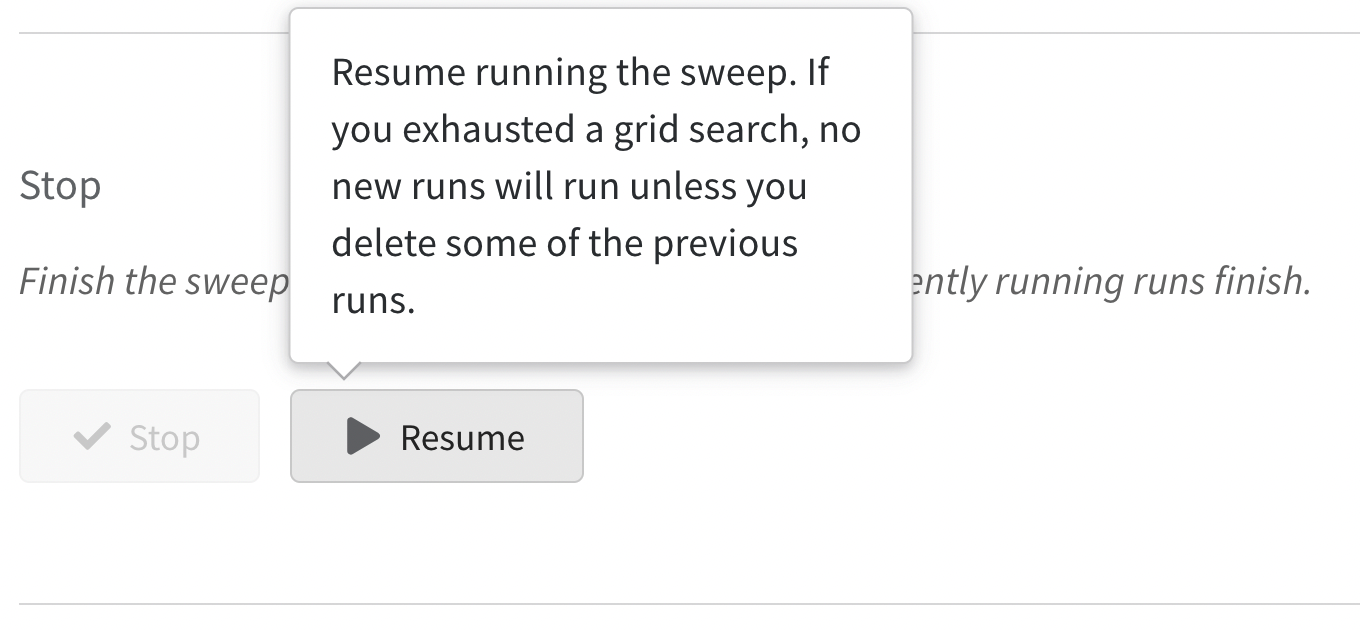 Resume running the sweep. If
you exhausted a grid search, no
new runs will run unless you
delete some of the previous
runs.
Stop
Finish the sweep ently running runs finish.
Stop
Resume